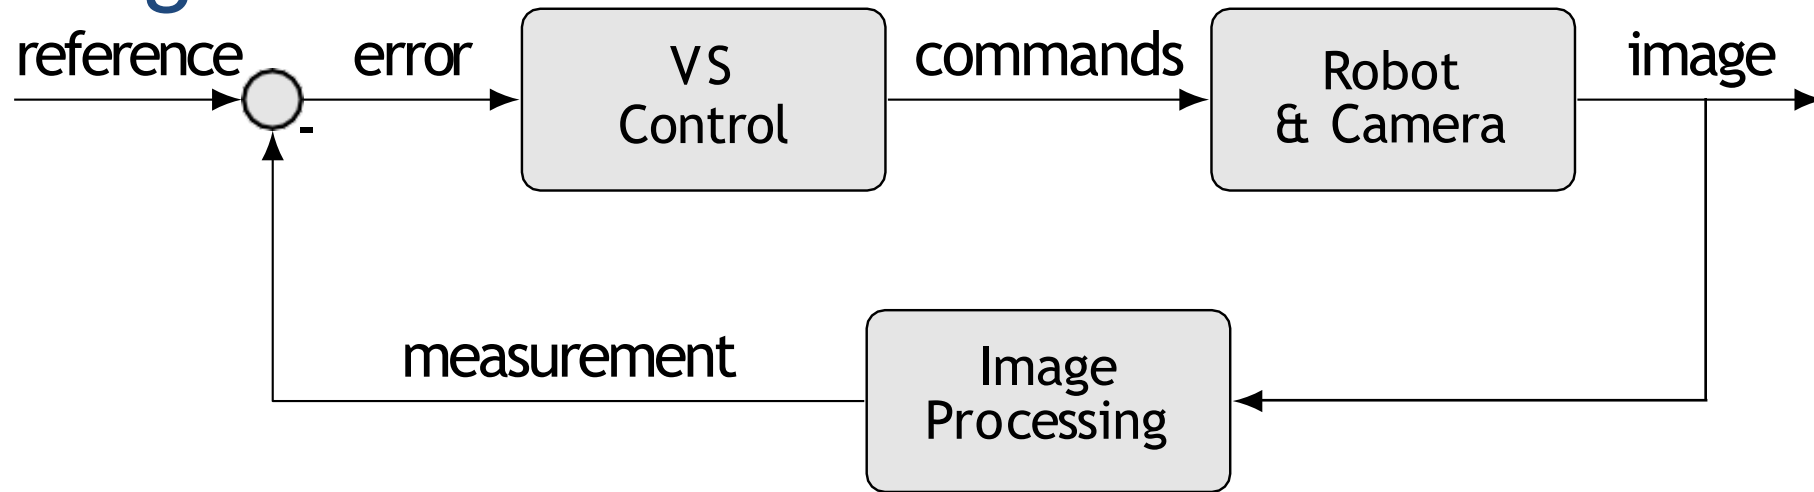 reference
error
VS
Control
commands
Robot
& Camera
image
-
measurement
Image
Processing